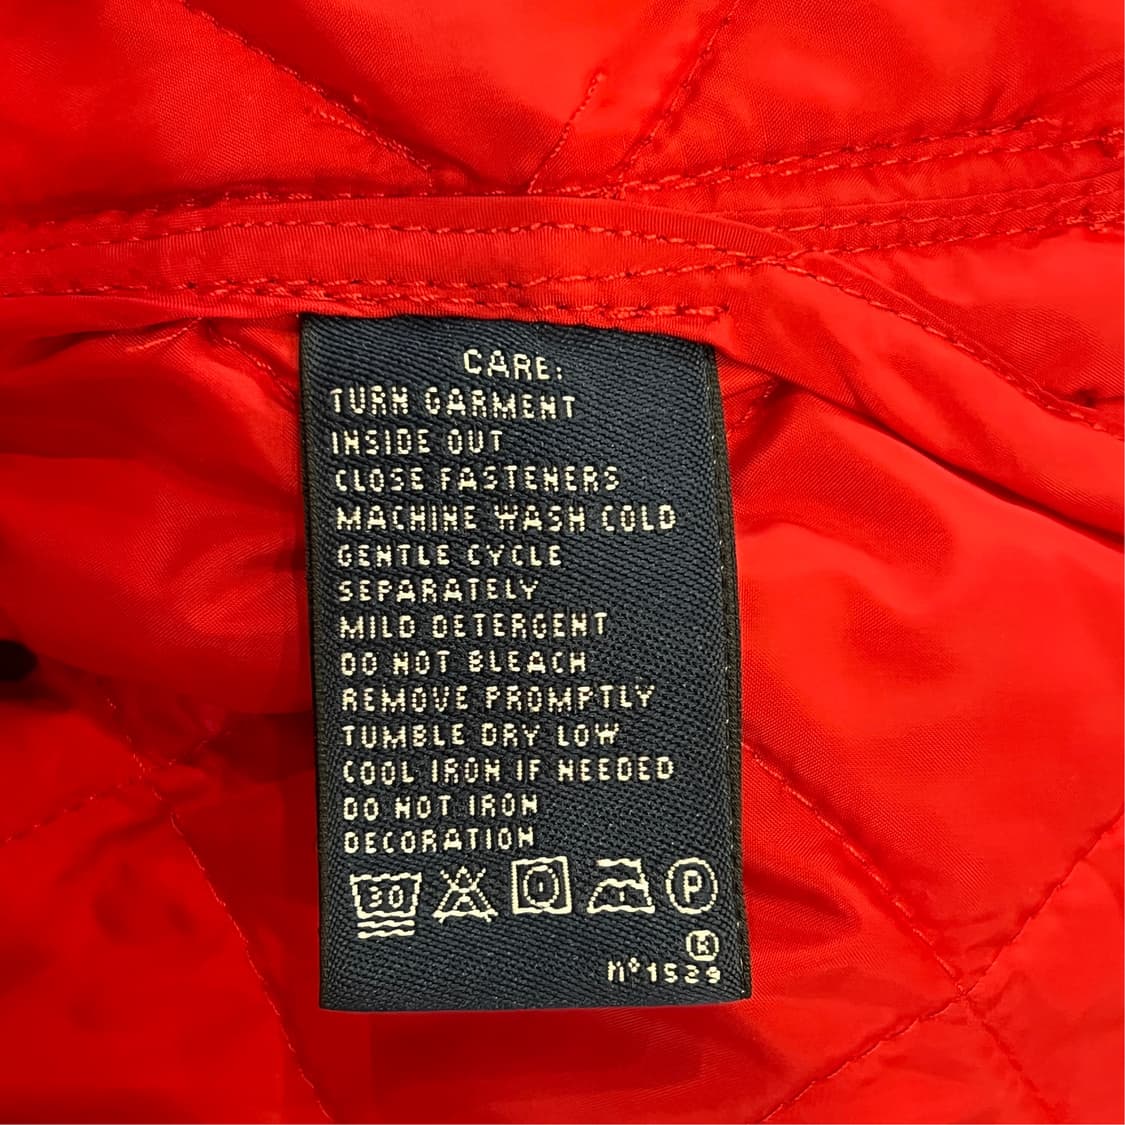 CARE:
TURN GARMENT
INSIDE OUT
CLOSE FASTENERS
MACHINE WASH COLD
GENTLE CYCLE
SEPARATELY
MILD DETERGENT
DO NOT BLEACH
REMOVE PROMPTLY
TUMBLE DRY LOW
COOL IRON IF NEEDED
DO NOT IRON
DECORATION
30 P
K
nº1529